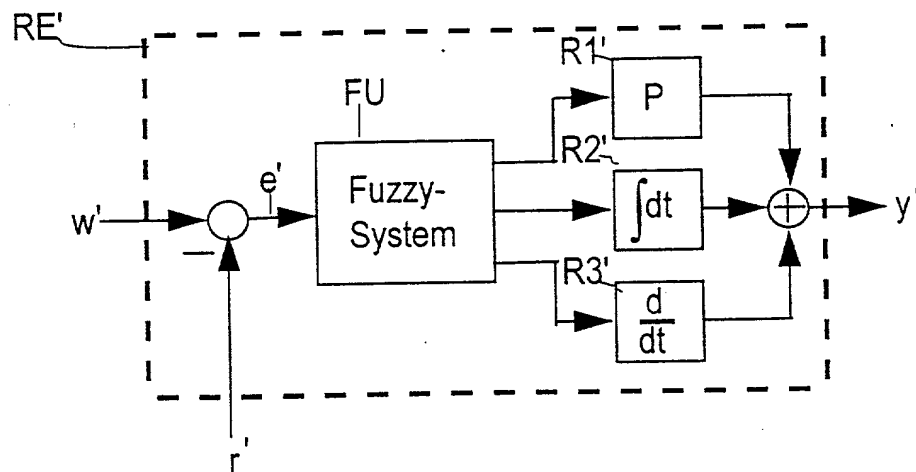 RE'
R1'
P
FU
R2'
e'
Fuzzy-
System
w'
∫dt
y'
–
R3'
d
dt
r'